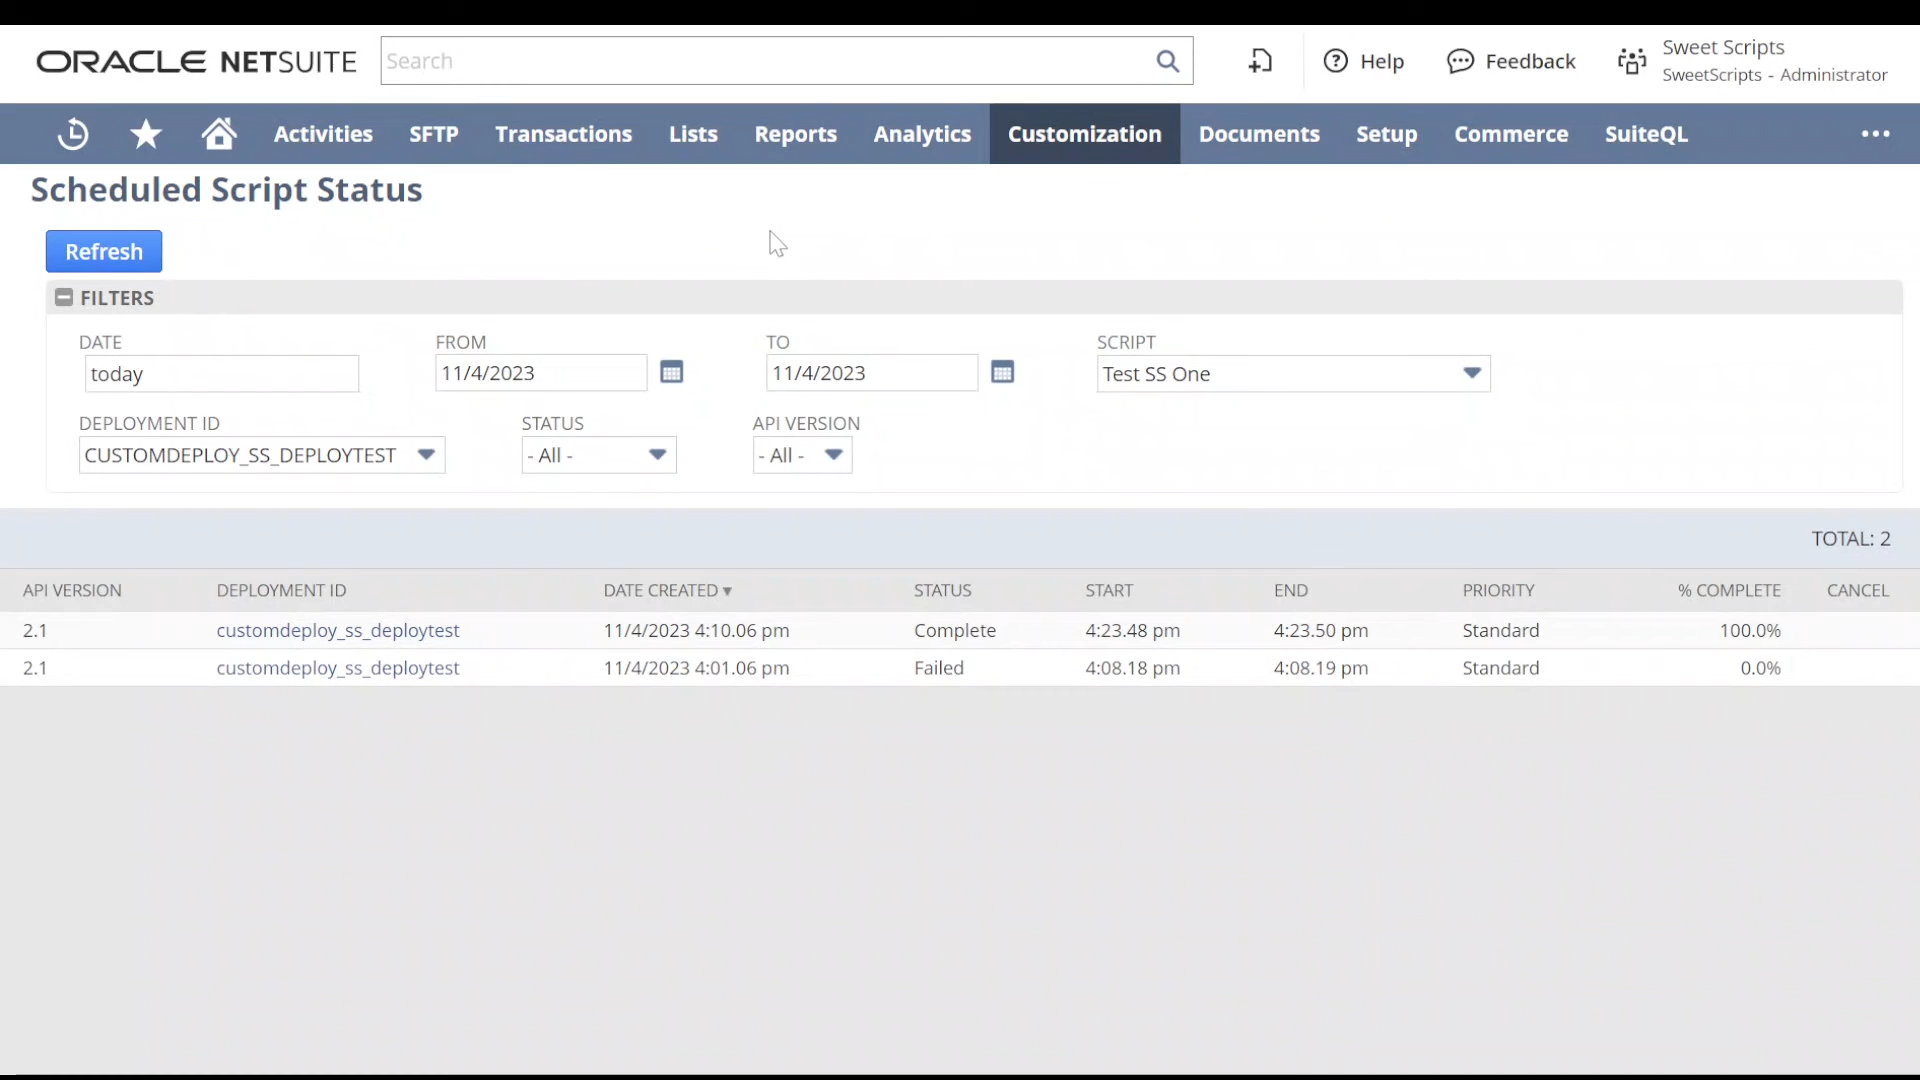 ORACLE NETSUITE
Search
Help
Feedback
Sweet Scripts
SweetScripts - Administrator
Activities SFTP Transactions Lists Reports Analytics Customization Documents Setup Commerce SuiteQL
Scheduled Script Status
Refresh
FILTERS
DATE FROM TO SCRIPT
today 11/4/2023 11/4/2023 Test SS One
DEPLOYMENT ID STATUS API VERSION
CUSTOMDEPLOY_SS_DEPLOYTEST - All - - All -
TOTAL: 2
API VERSION DEPLOYMENT ID DATE CREATED ▼ STATUS START END PRIORITY % COMPLETE CANCEL
2.1 customdeploy_ss_deploytest 11/4/2023 4:10.06 pm Complete 4:23.48 pm 4:23.50 pm Standard 100.0%
2.1 customdeploy_ss_deploytest 11/4/2023 4:01.06 pm Failed 4:08.18 pm 4:08.19 pm Standard 0.0%